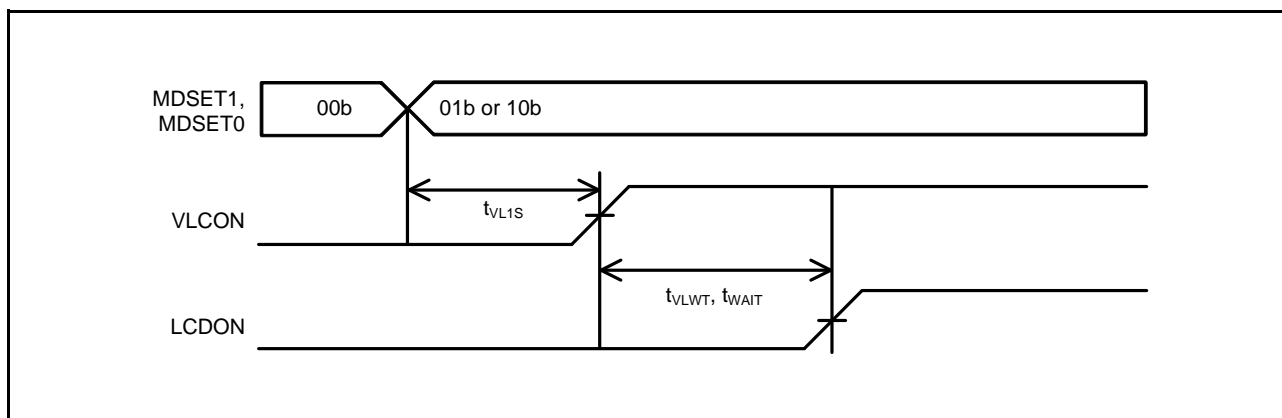 MDSET1,
MDSET0
00b
01b or 10b
tVL1S
VLCON
tVLWT, tWAIT
LCDON